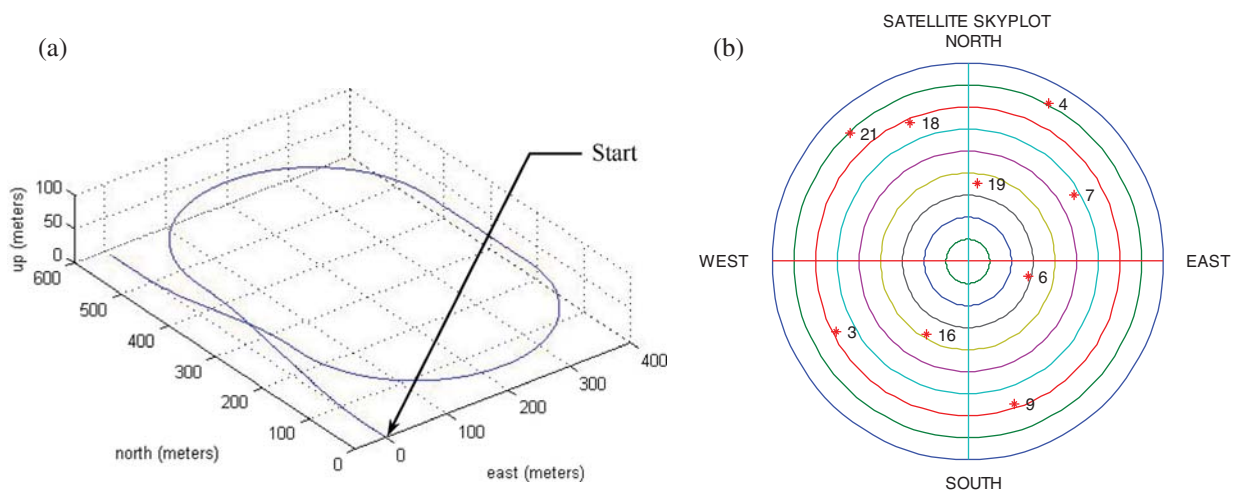 (a)
Start
100
50
0
up (meters)
600
500
400
300
200
100
0
north (meters)
0
100
200
300
400
east (meters)
(b)
SATELLITE SKYPLOT
NORTH
4
21
18
19
7
WEST
EAST
6
3
16
9
SOUTH